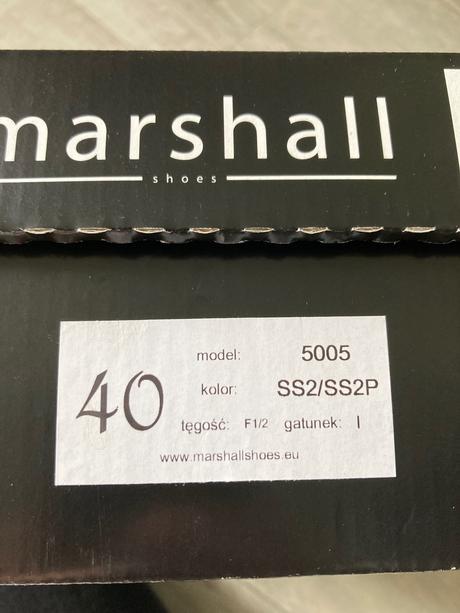 marshall
shoes
40
model: 5005
kolor: SS2/SS2P
tęgość: F1/2 gatunek: I
www.marshallshoes.eu